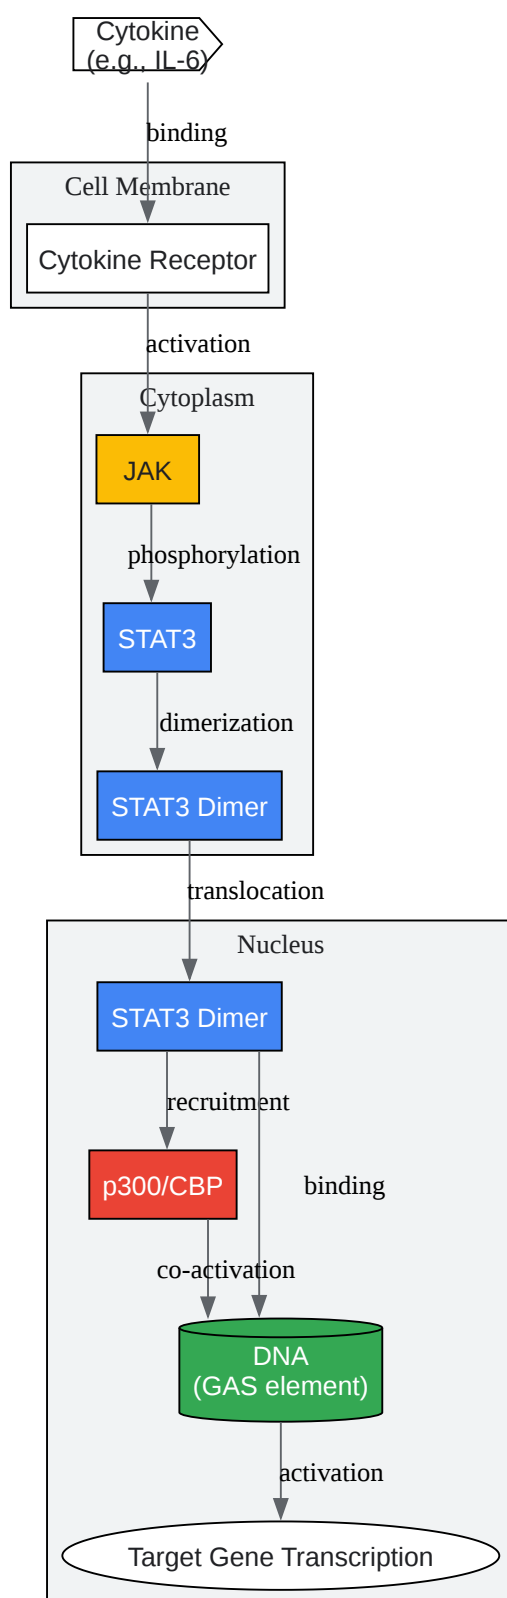 Cytokine
(e.g., IL-6)
binding
Cell Membrane
Cytokine Receptor
activation
Cytoplasm
JAK
phosphorylation
STAT3
dimerization
STAT3 Dimer
translocation
Nucleus
STAT3 Dimer
recruitment
p300/CBP
binding
co-activation
DNA
(GAS element)
activation
Target Gene Transcription